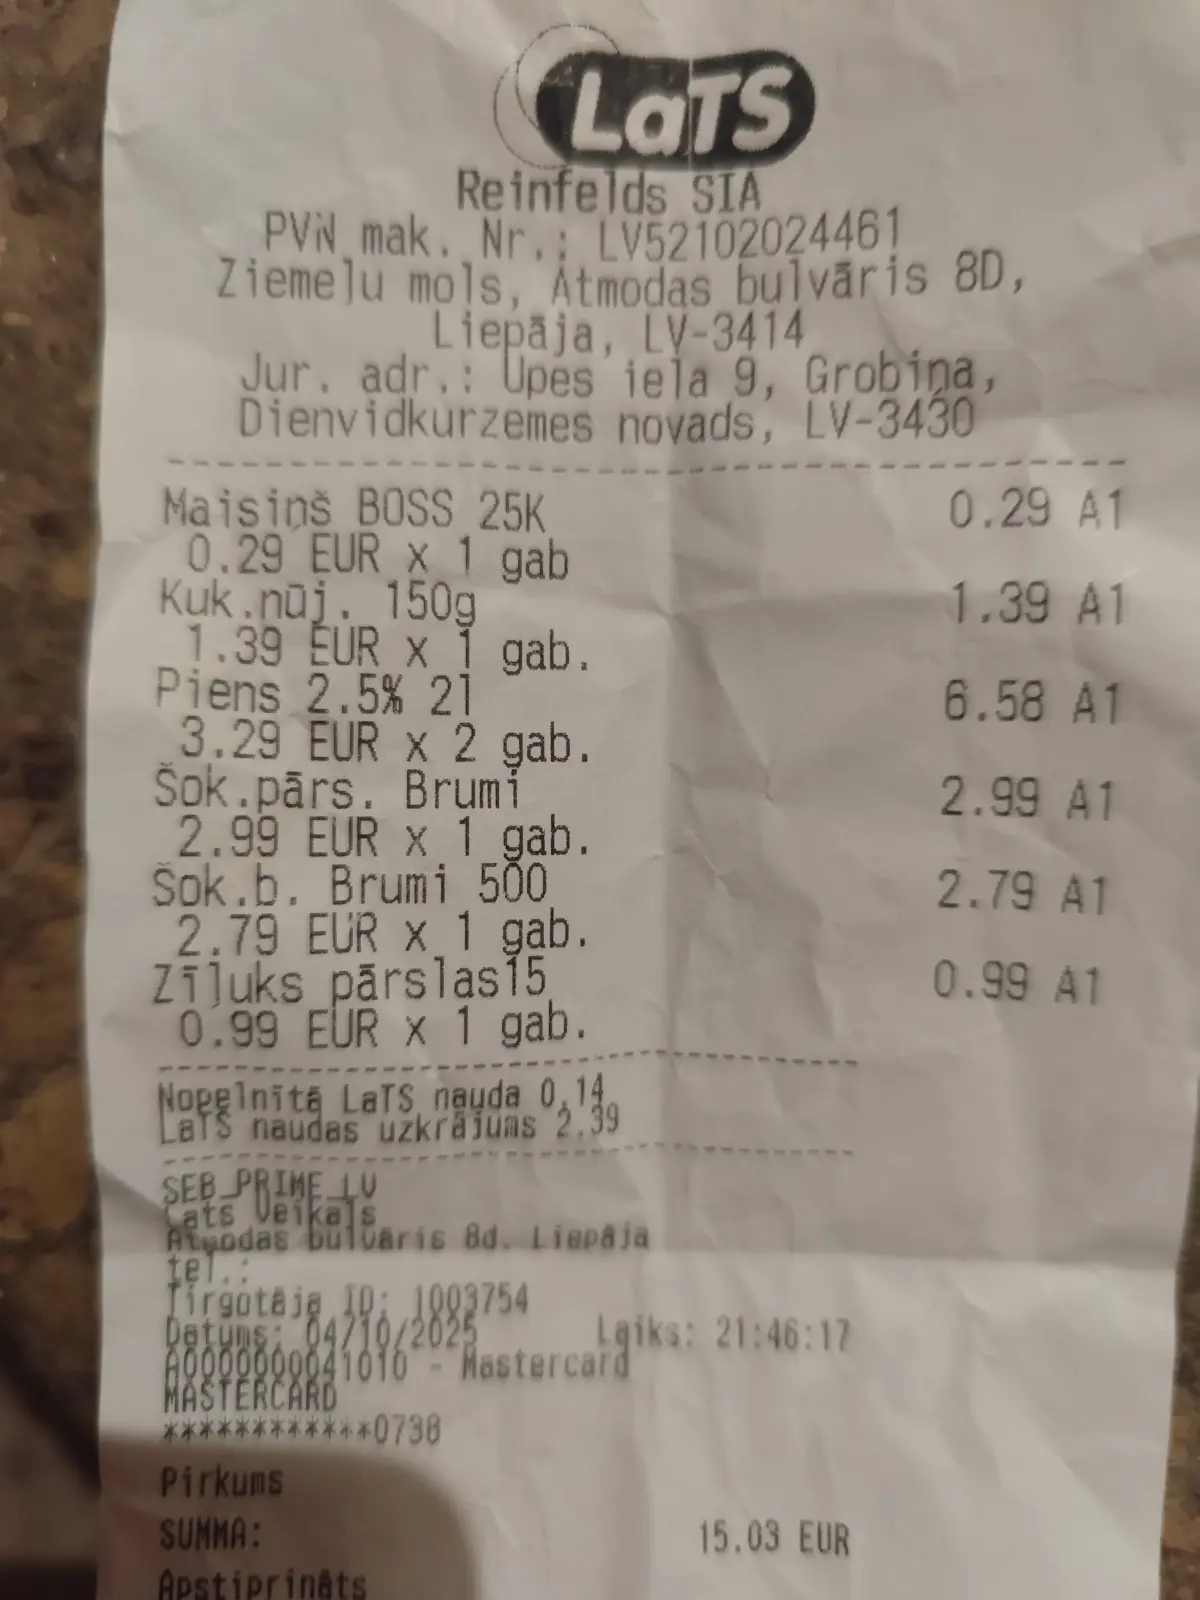 LaTS
Reinfelds SIA
PVN mak. Nr.: LV52102024461
Ziemeļu mols, Atmodas bulvāris 8D,
Liepāja, LV-3414
Jur. adr.: Upes iela 9, Grobiņa,
Dienvidkurzemes novads, LV-3430
Maisiņš BOSS 25K 0.29 A1
0.29 EUR x 1 gab
Kuk.nūj. 150g 1.39 A1
1.39 EUR x 1 gab.
Piens 2.5% 2l 6.58 A1
3.29 EUR x 2 gab.
Šok.pārs. Brumi 2.99 A1
2.99 EUR x 1 gab.
Šok.b. Brumi 500 2.79 A1
2.79 EUR x 1 gab.
Zīļuks pārslas15 0.99 A1
0.99 EUR x 1 gab.
Nopelnītā LaTS nauda 0.14
LaTS naudas uzkrājums 2.39
SEB_PRIME_LV
Lats Veikals
Atmodas bulvāris 8d. Liepāja
tel.:
Tirgotāja ID: 1003754
Datums: 04/10/2025 Laiks: 21:46:17
A0000000041010 - Mastercard
MASTERCARD
************0738
Pirkums
SUMMA: 15.03 EUR
Apstiprināts